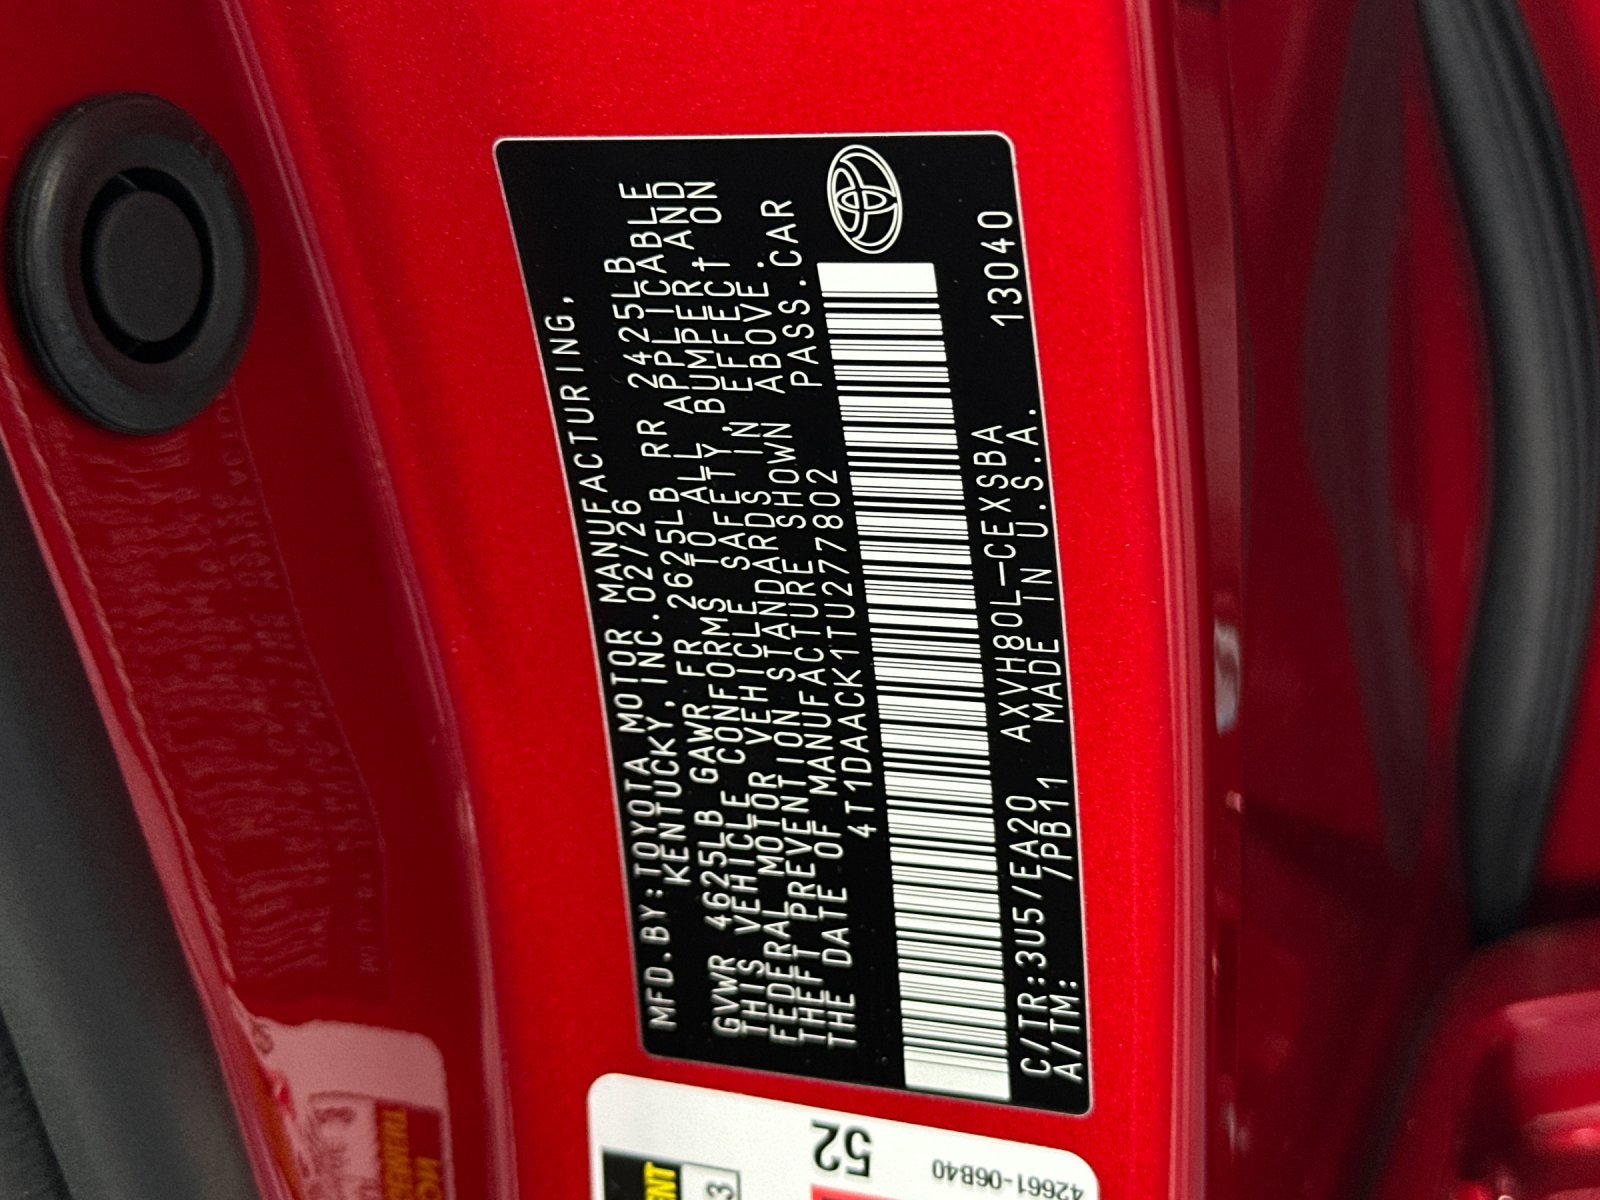 MFD.BY:TOYOTA MOTOR MANUFACTURING,
KENTUCKY, INC. 02/26
GVWR 4625LB GAWR FR 2625LB RR 2425LB
THIS VEHICLE CONFORMS TO ALL APPLICABLE
FEDERAL MOTOR VEHICLE SAFETY, BUMPER, AND
THEFT PREVENTION STANDARDS IN EFFECT ON
THE DATE OF MANUFACTURE SHOWN ABOVE.
4T1DAACK1TU277802 PASS.CAR
C/TR:3U5/EA20 AXVH80L-CEXSBA 13040
A/TM: /PB11 MADE IN U.S.A.
52
42661-06B40
3